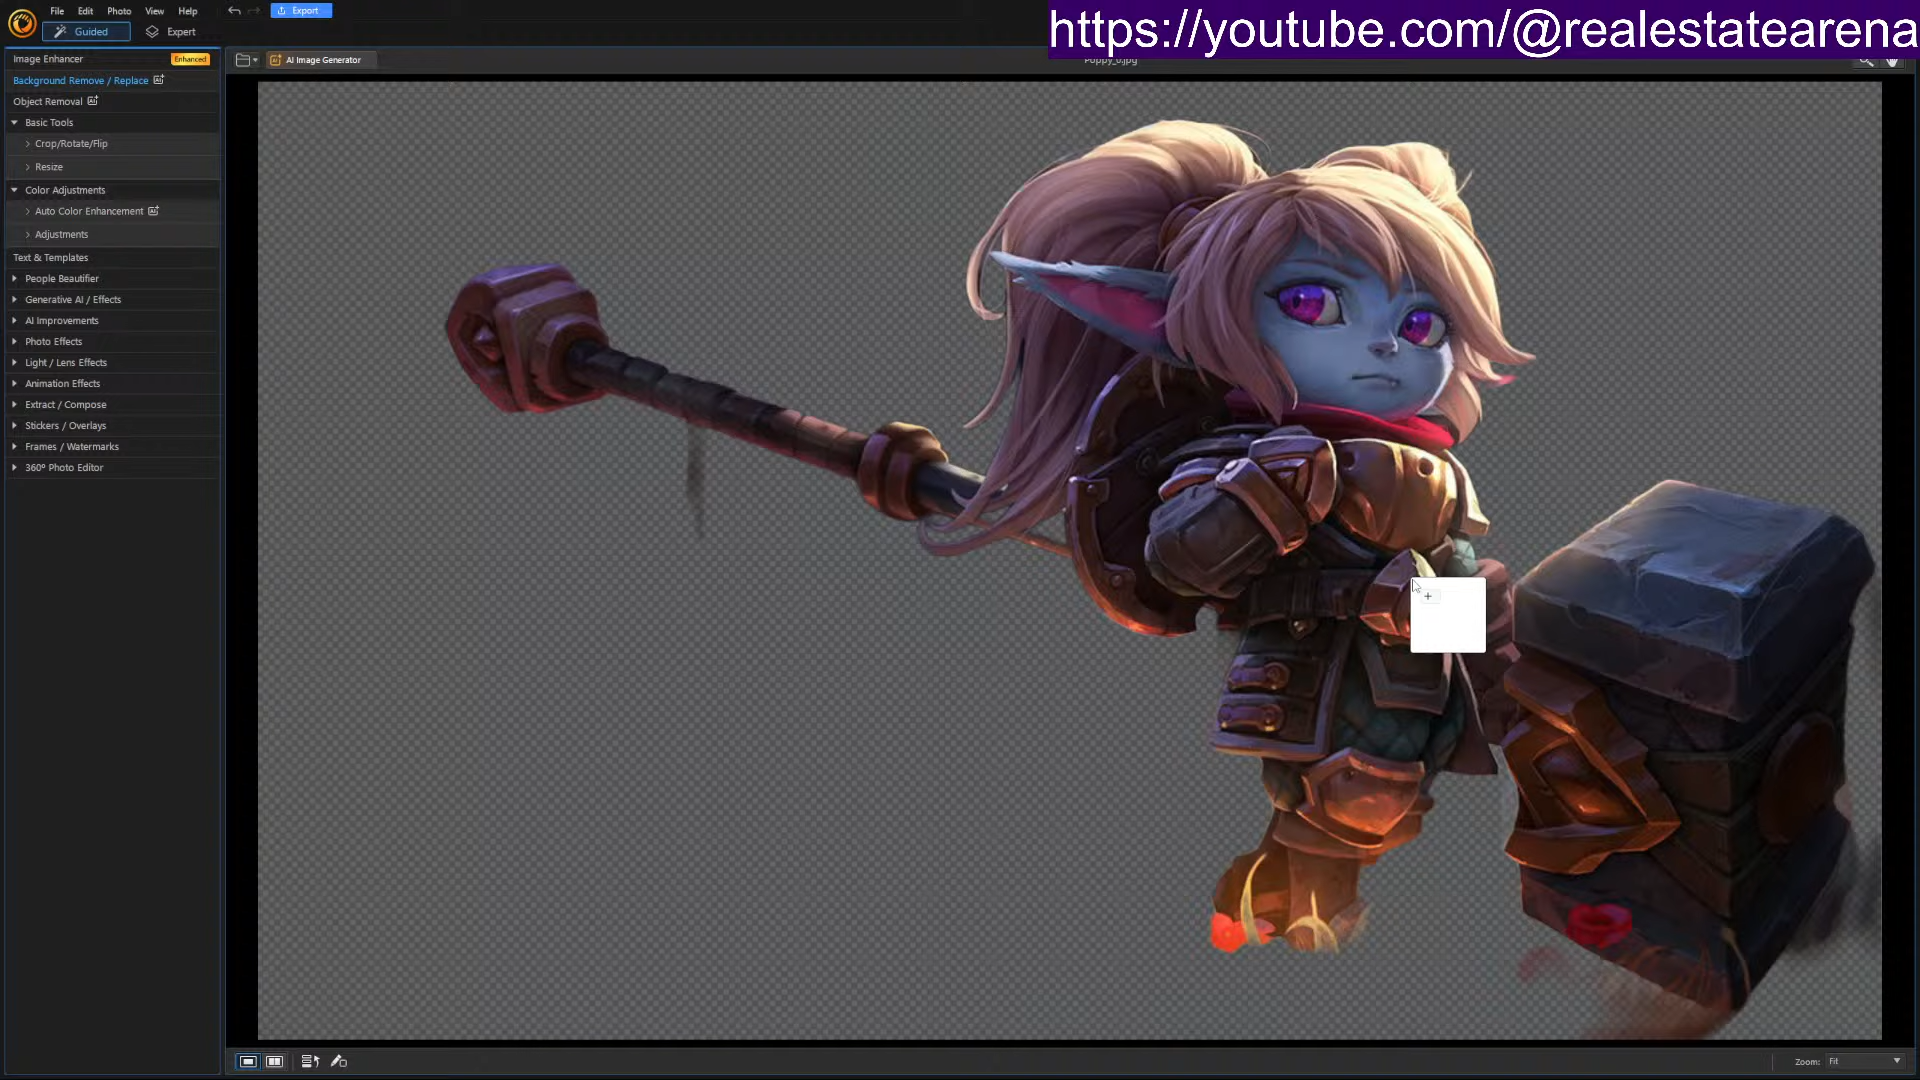 File Edit Photo View Help Export
https://youtube.com/@realestatearena
Guided Expert
Image Enhancer Enhanced
AI Image Generator
Poppy_0.jpg
Background Remove / Replace
Object Removal
Basic Tools
Crop/Rotate/Flip
Resize
Color Adjustments
Auto Color Enhancement
Adjustments
Text & Templates
People Beautifier
Generative AI / Effects
AI Improvements
Photo Effects
Light / Lens Effects
Animation Effects
Extract / Compose
Stickers / Overlays
Frames / Watermarks
360º Photo Editor
Zoom: Fit